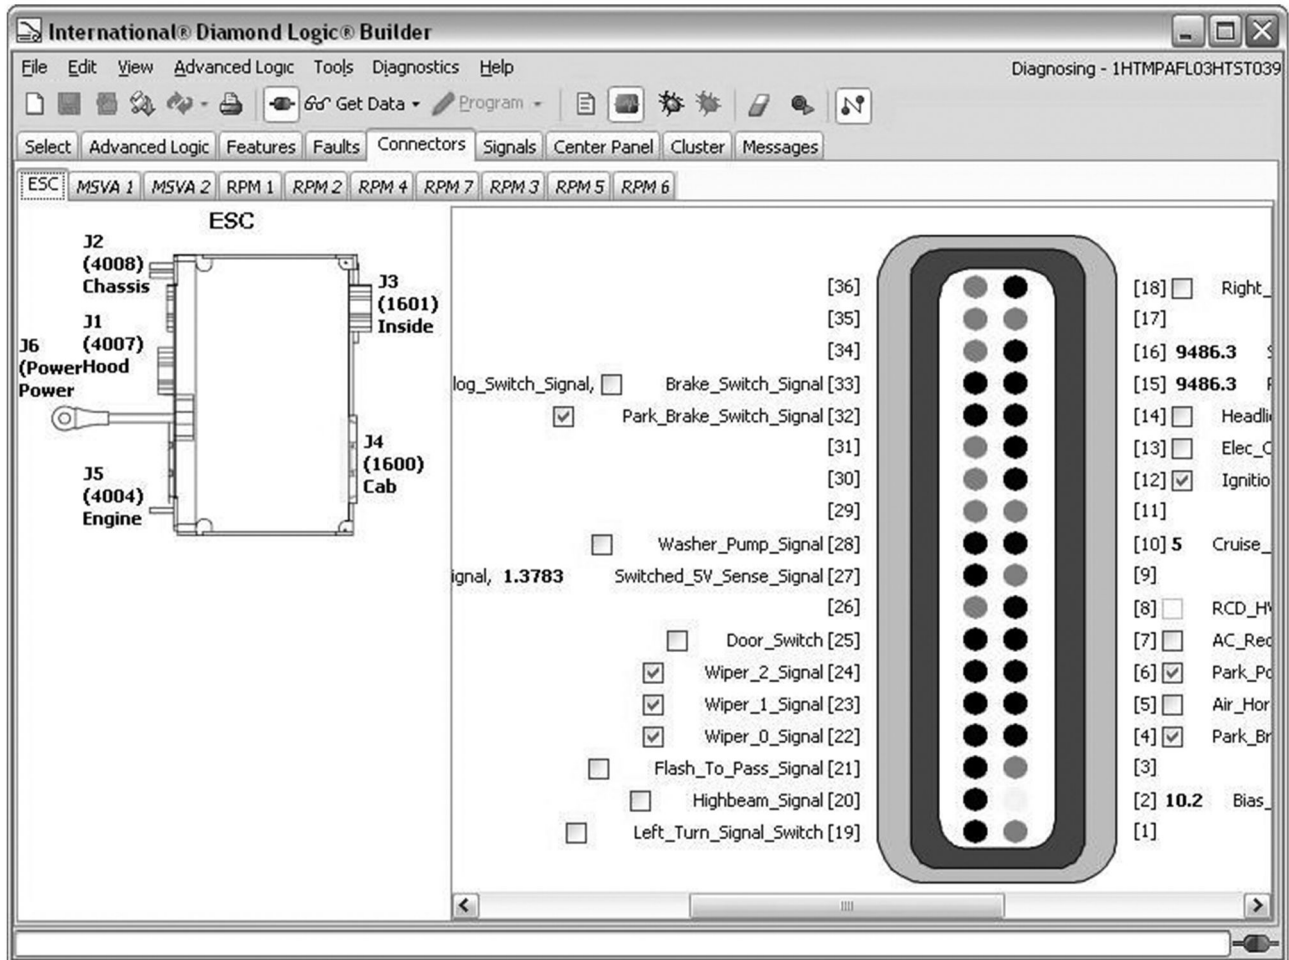 International® Diamond Logic® Builder
File Edit View Advanced Logic Tools Diagnostics Help Diagnosing - 1HTMPAFL03HTST039
Get Data Program
Select Advanced Logic Features Faults Connectors Signals Center Panel Cluster Messages
ESC MSVA 1 MSVA 2 RPM 1 RPM 2 RPM 4 RPM 7 RPM 3 RPM 5 RPM 6
ESC
J2
(4008)
Chassis
J3
(1601)
Inside
J1
(4007)
Hood
J6
(Power
Power
J4
(1600)
Cab
J5
(4004)
Engine
[36] [18] Right_
[35] [17]
[34] [16] 9486.3
log_Switch_Signal, Brake_Switch_Signal [33] [15] 9486.3
Park_Brake_Switch_Signal [32] [14] Headli
[31] [13] Elec_C
[30] [12] Ignitio
[29] [11]
Washer_Pump_Signal [28] [10] 5 Cruise_
ignal, 1.3783 Switched_5V_Sense_Signal [27] [9]
[26] [8] RCD_H
Door_Switch [25] [7] AC_Rec
Wiper_2_Signal [24] [6] Park_Po
Wiper_1_Signal [23] [5] Air_Hor
Wiper_0_Signal [22] [4] Park_Br
Flash_To_Pass_Signal [21] [3]
Highbeam_Signal [20] [2] 10.2 Bias_
Left_Turn_Signal_Switch [19] [1]